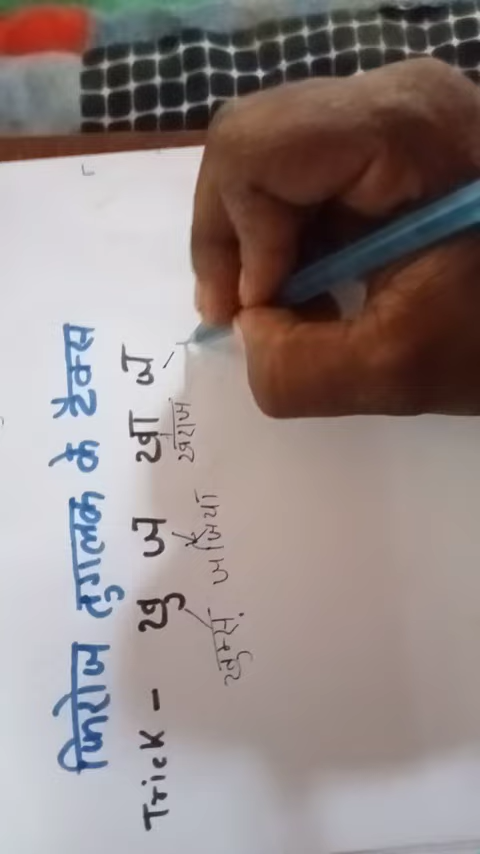 फिरोज तुगलक के टैक्स
Trick - खु ज खा ज
खुम्स जजिया खराज